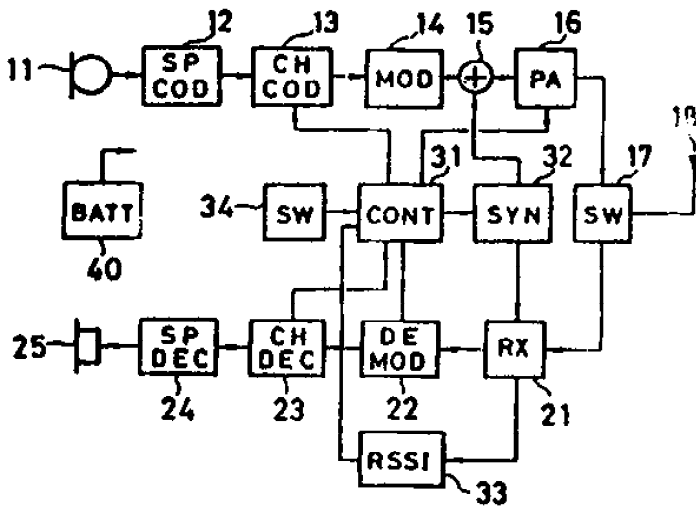 12 13 14 15 16
11 SP COD CH COD MOD + PA
18
31 32 17
34 SW CONT SYN SW
BATT
40
25 SP DEC CH DEC DE MOD RX
24 23 22 21
RSSI
33